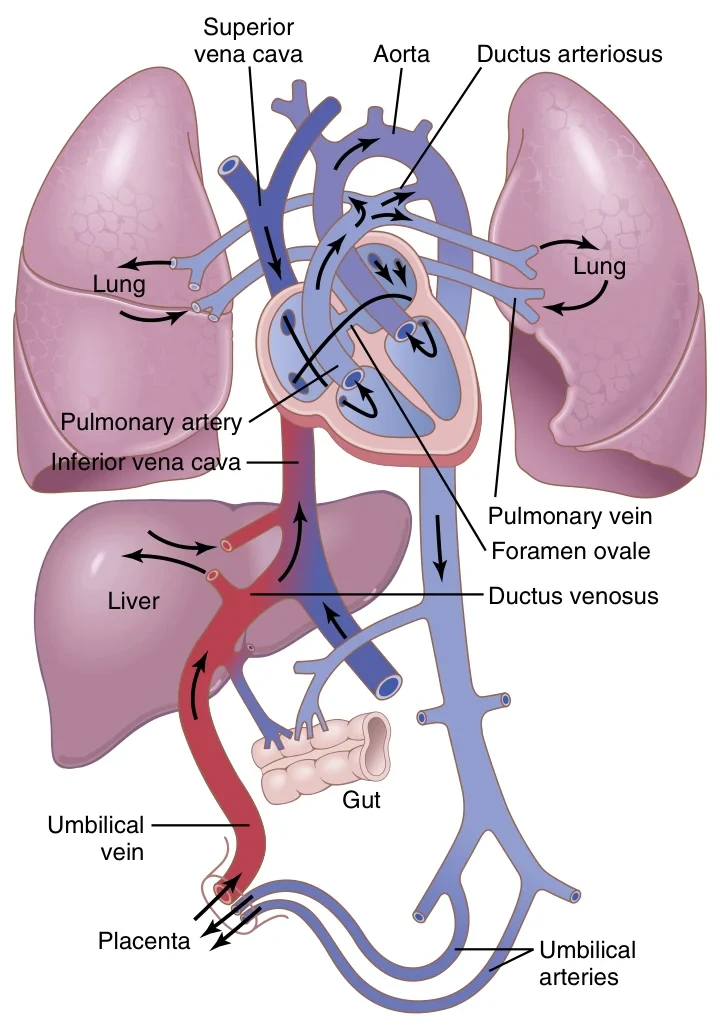 Superior
vena cava
Aorta
Ductus arteriosus
Lung
Lung
Pulmonary artery
Inferior vena cava
Pulmonary vein
Foramen ovale
Liver
Ductus venosus
Gut
Umbilical
vein
Placenta
Umbilical
arteries